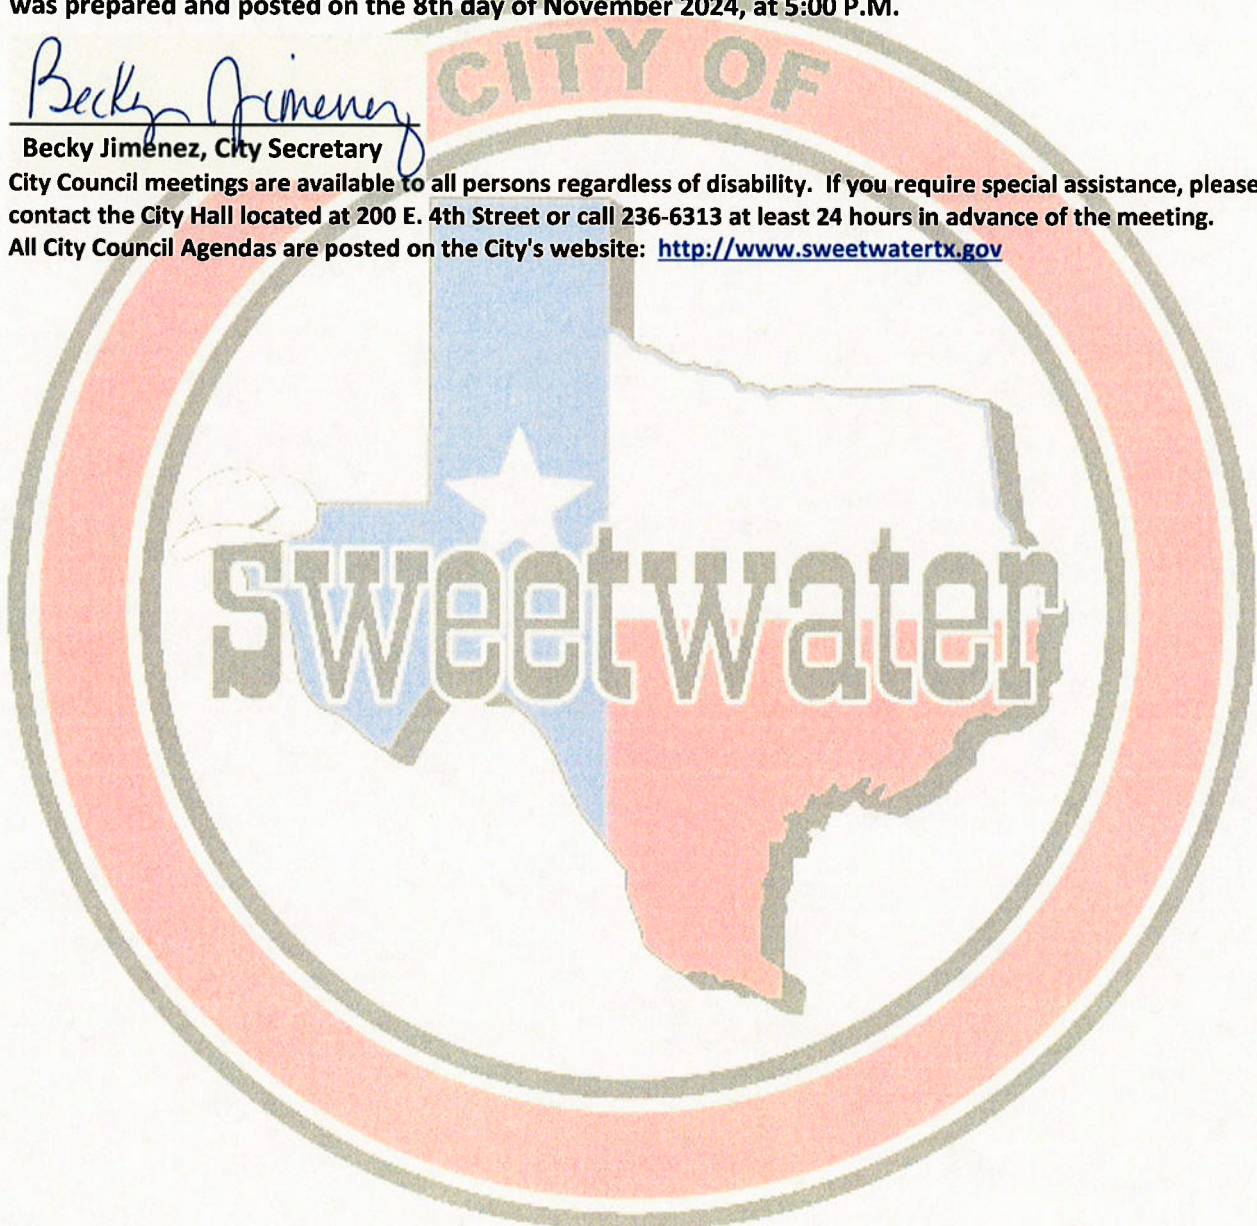 was prepared and posted on the 8th day of November 2024, at 5:00 P.M.
CITY OF
Becky Jimenez
Becky Jimenez, City Secretary
City Council meetings are available to all persons regardless of disability.  If you require special assistance, please
contact the City Hall located at 200 E. 4th Street or call 236-6313 at least 24 hours in advance of the meeting.
All City Council Agendas are posted on the City's website:  http://www.sweetwatertx.gov
sweetwater